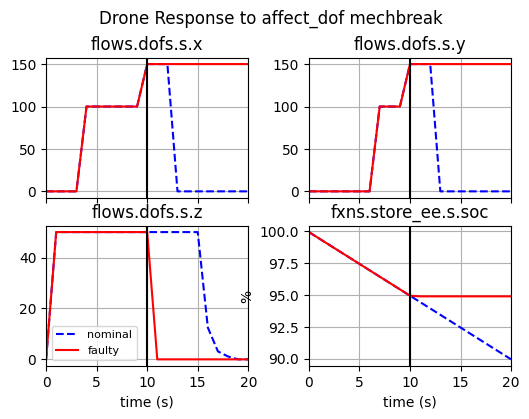 Drone Response to affect_dof mechbreak
flows.dofs.s.x
150
100
50
0
flows.dofs.s.y
150
100
50
0
flows.dofs.s.z
40
20
0
nominal
faulty
0 5 10 15 20
time (s)
fxns.store_ee.s.soc
%
100.0
97.5
95.0
92.5
90.0
0 5 10 15 20
time (s)